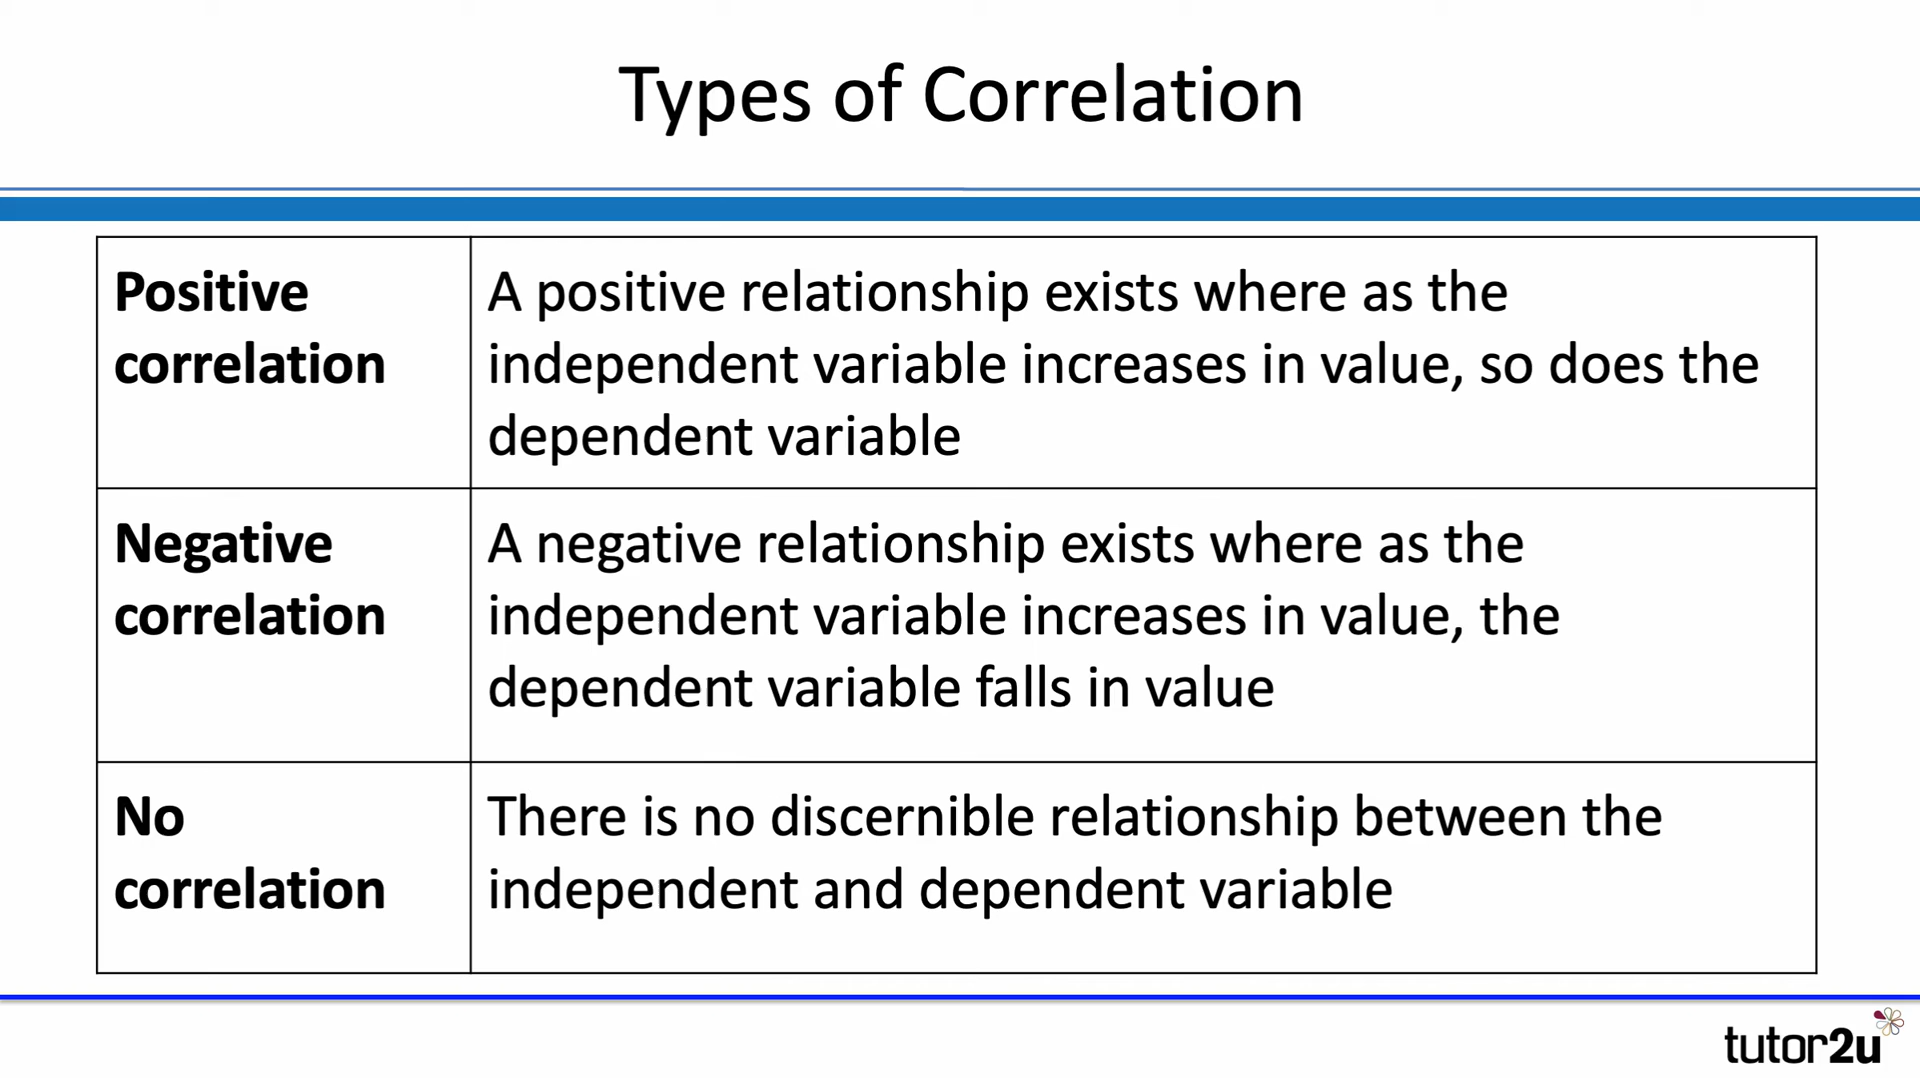 Types of Correlation
Positive
correlation
A positive relationship exists where as the
independent variable increases in value, so does the
dependent variable
Negative
correlation
A negative relationship exists where as the
independent variable increases in value, the
dependent variable falls in value
No
correlation
There is no discernible relationship between the
independent and dependent variable
tutor2u